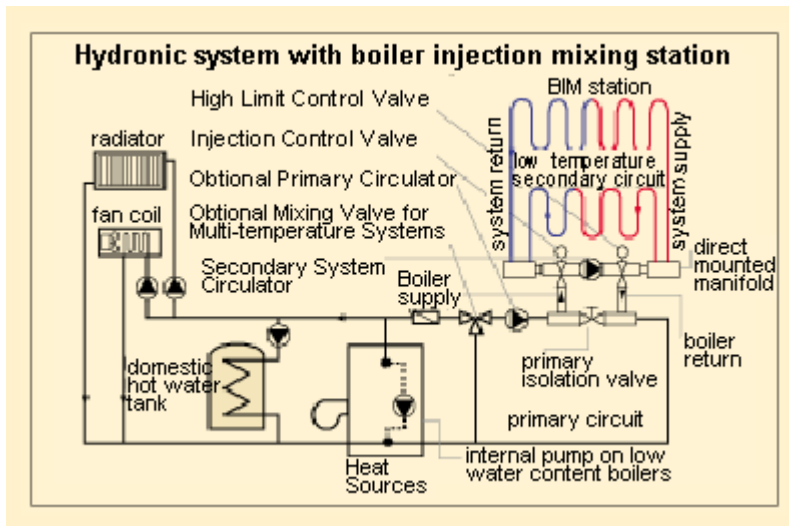 Hydronic system with boiler injection mixing station
High Limit Control Valve
BIM station
radiator
Injection Control Valve
system return
low temperature
secondary circuit
system supply
Obtional Primary Circulator
fan coil
Obtional Mixing Valve for
Multi-temperature Systems
Secondary System
Circulator
Boiler
supply
direct
mounted
manifold
domestic
hot water
tank
primary
isolation valve
boiler
return
primary circuit
Heat
Sources
internal pump on low
water content boilers